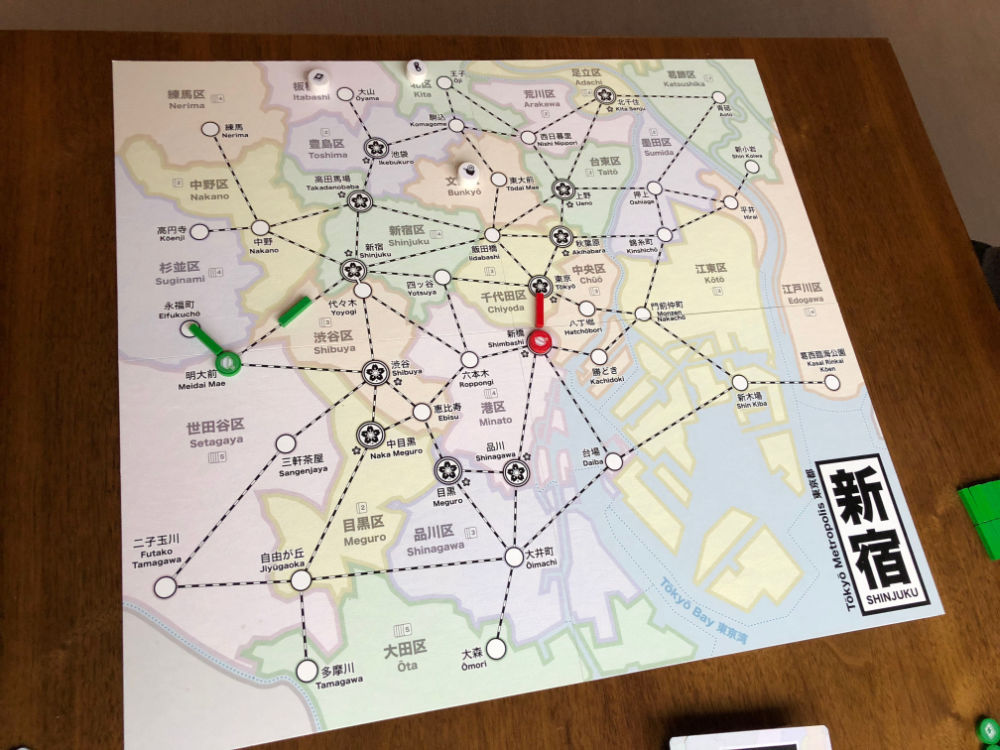 練馬区
Nerima
4
板
Itabashi
大山
Ōyama
区
Kita
王子
Ōji
足立区
Adachi
葛飾区
Katsushika
荒川区
Arakawa
北千住
Kita Senju
青砥
Aoto
練馬
Nerima
豊島区
Toshima
駒込
Komagome
西日暮里
Nishi Nippori
墨田区
Sumida
新小岩
Shin Koiwa
池袋
Ikebukuro
中野区
Nakano
高田馬場
Takadanobaba
文
Bunkyō
東大前
Tōdai Mae
台東区
Taitō
上野
Ueno
押上
Oshiage
平井
Hirai
高円寺
Kōenji
中野
Nakano
新宿区
Shinjuku
4
飯田橋
Iidabashi
秋葉原
Akihabara
錦糸町
Kinshichō
杉並区
Suginami
4
新宿
Shinjuku
四ッ谷
Yotsuya
東京
Tōkyō
中央区
Chūō
江東区
Kōtō
江戸川区
Edogawa
代々木
Yoyogi
千代田区
Chiyoda
永福町
Eifukuchō
渋谷区
Shibuya
八丁堀
Hatchōbori
門前仲町
Monzen
Nakachō
新橋
Shimbashi
明大前
Meidai Mae
渋谷
Shibuya
六本木
Roppongi
勝どき
Kachidoki
葛西臨海公園
Kasai Rinkai
Kōen
新木場
Shin Kiba
世田谷区
Setagaya
5
恵比寿
Ebisu
港区
Minato
4
三軒茶屋
Sangenjaya
中目黒
Naka Meguro
品川
Shinagawa
台場
Daiba
目黒
Meguro
目黒区
Meguro
2
品川区
Shinagawa
3
二子玉川
Futako
Tamagawa
自由が丘
Jiyūgaoka
大井町
Ōimachi
大田区
Ōta
5
大森
Ōmori
多摩川
Tamagawa
Tōkyō Bay 東京湾
Tōkyō Metropolis 東京都
新宿
SHINJUKU